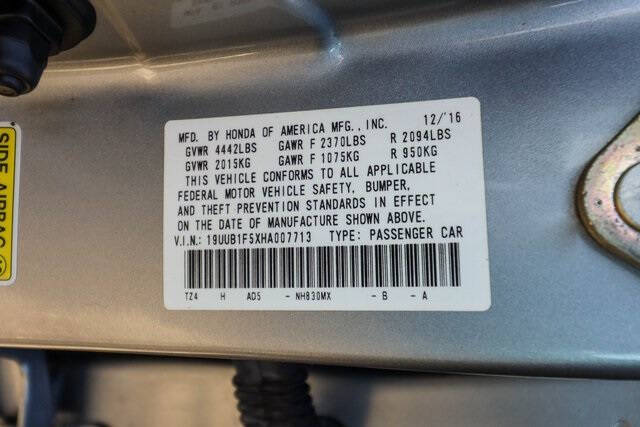 MFD. BY HONDA OF AMERICA MFG., INC. 12/'16
GVWR 4442LBS GAWR F 2370LBS R 2094LBS
GVWR 2015KG GAWR F 1075KG R 950KG
THIS VEHICLE CONFORMS TO ALL APPLICABLE
FEDERAL MOTOR VEHICLE SAFETY, BUMPER,
AND THEFT PREVENTION STANDARDS IN EFFECT
ON THE DATE OF MANUFACTURE SHOWN ABOVE.
V.I.N.: 19UUB1F5XHA007713 TYPE: PASSENGER CAR
TZ4 H AD5 - NH830MX - B - A
SIDE AIRBAG